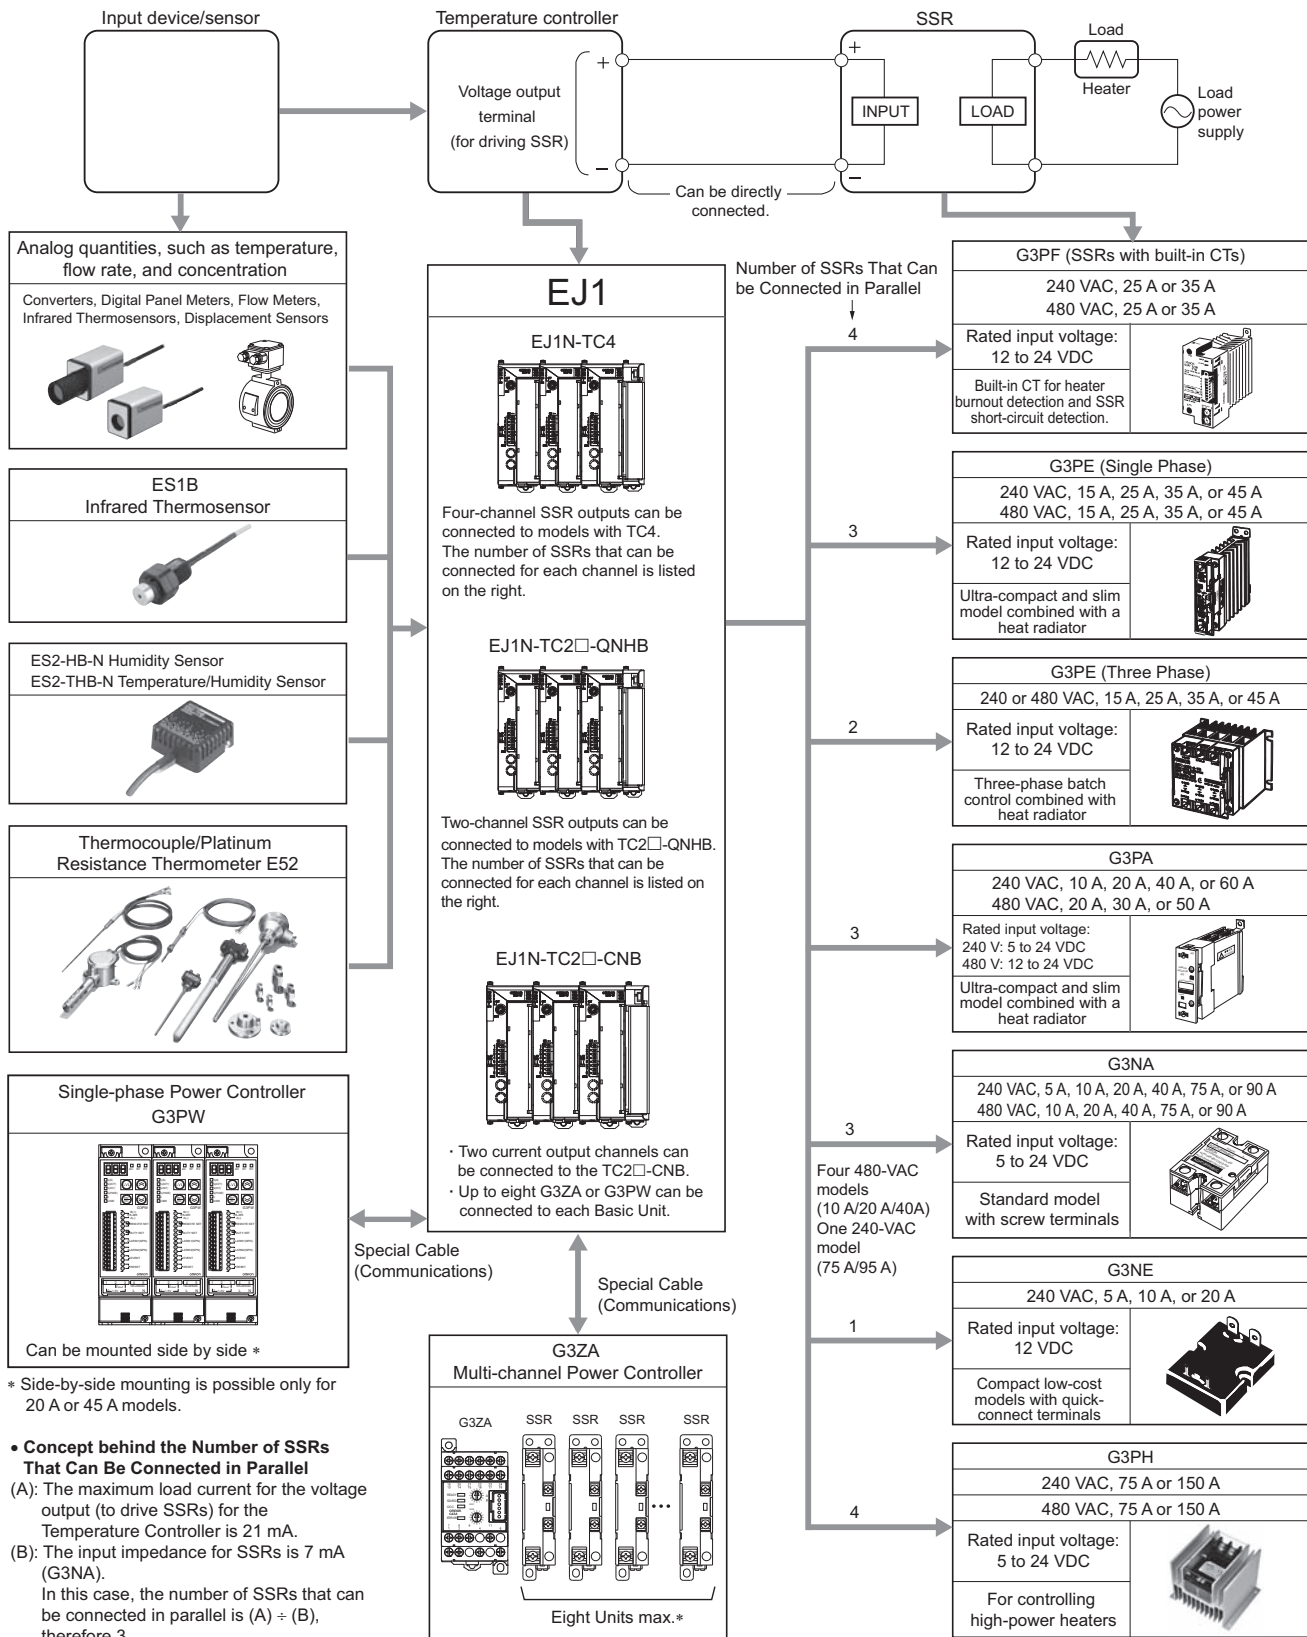 Input device/sensor
Temperature controller
SSR
+
Voltage output
terminal
(for driving SSR)
−
Can be directly
connected.
+
INPUT
LOAD
−
Load
Heater
Load
power
supply
Analog quantities, such as temperature,
flow rate, and concentration
Converters, Digital Panel Meters, Flow Meters,
Infrared Thermosensors, Displacement Sensors
ES1B
Infrared Thermosensor
ES2-HB-N Humidity Sensor
ES2-THB-N Temperature/Humidity Sensor
Thermocouple/Platinum
Resistance Thermometer E52
Single-phase Power Controller
G3PW
Can be mounted side by side *
* Side-by-side mounting is possible only for
20 A or 45 A models.
• Concept behind the Number of SSRs
That Can Be Connected in Parallel
(A): The maximum load current for the voltage
output (to drive SSRs) for the
Temperature Controller is 21 mA.
(B): The input impedance for SSRs is 7 mA
(G3NA).
In this case, the number of SSRs that can
be connected in parallel is (A) ÷ (B),
therefore 3.
EJ1
EJ1N-TC4
Four-channel SSR outputs can be
connected to models with TC4.
The number of SSRs that can be
connected for each channel is listed
on the right.
EJ1N-TC2□-QNHB
Two-channel SSR outputs can be
connected to models with TC2□-QNHB.
The number of SSRs that can be
connected for each channel is listed on
the right.
EJ1N-TC2□-CNB
· Two current output channels can
be connected to the TC2□-CNB.
· Up to eight G3ZA or G3PW can be
connected to each Basic Unit.
Special Cable
(Communications)
Special Cable
(Communications)
G3ZA
Multi-channel Power Controller
G3ZA
SSR SSR SSR SSR
Eight Units max.*
Number of SSRs That Can
be Connected in Parallel
4
G3PF (SSRs with built-in CTs)
240 VAC, 25 A or 35 A
480 VAC, 25 A or 35 A
Rated input voltage:
12 to 24 VDC
Built-in CT for heater
burnout detection and SSR
short-circuit detection.
3
G3PE (Single Phase)
240 VAC, 15 A, 25 A, 35 A, or 45 A
480 VAC, 15 A, 25 A, 35 A, or 45 A
Rated input voltage:
12 to 24 VDC
Ultra-compact and slim
model combined with a
heat radiator
2
G3PE (Three Phase)
240 or 480 VAC, 15 A, 25 A, 35 A, or 45 A
Rated input voltage:
12 to 24 VDC
Three-phase batch
control combined with
heat radiator
3
G3PA
240 VAC, 10 A, 20 A, 40 A, or 60 A
480 VAC, 20 A, 30 A, or 50 A
Rated input voltage:
240 V: 5 to 24 VDC
480 V: 12 to 24 VDC
Ultra-compact and slim
model combined with a
heat radiator
3
Four 480-VAC
models
(10 A/20 A/40A)
One 240-VAC
model
(75 A/95 A)
G3NA
240 VAC, 5 A, 10 A, 20 A, 40 A, 75 A, or 90 A
480 VAC, 10 A, 20 A, 40 A, 75 A, or 90 A
Rated input voltage:
5 to 24 VDC
Standard model
with screw terminals
1
G3NE
240 VAC, 5 A, 10 A, or 20 A
Rated input voltage:
12 VDC
Compact low-cost
models with quick-
connect terminals
4
G3PH
240 VAC, 75 A or 150 A
480 VAC, 75 A or 150 A
Rated input voltage:
5 to 24 VDC
For controlling
high-power heaters